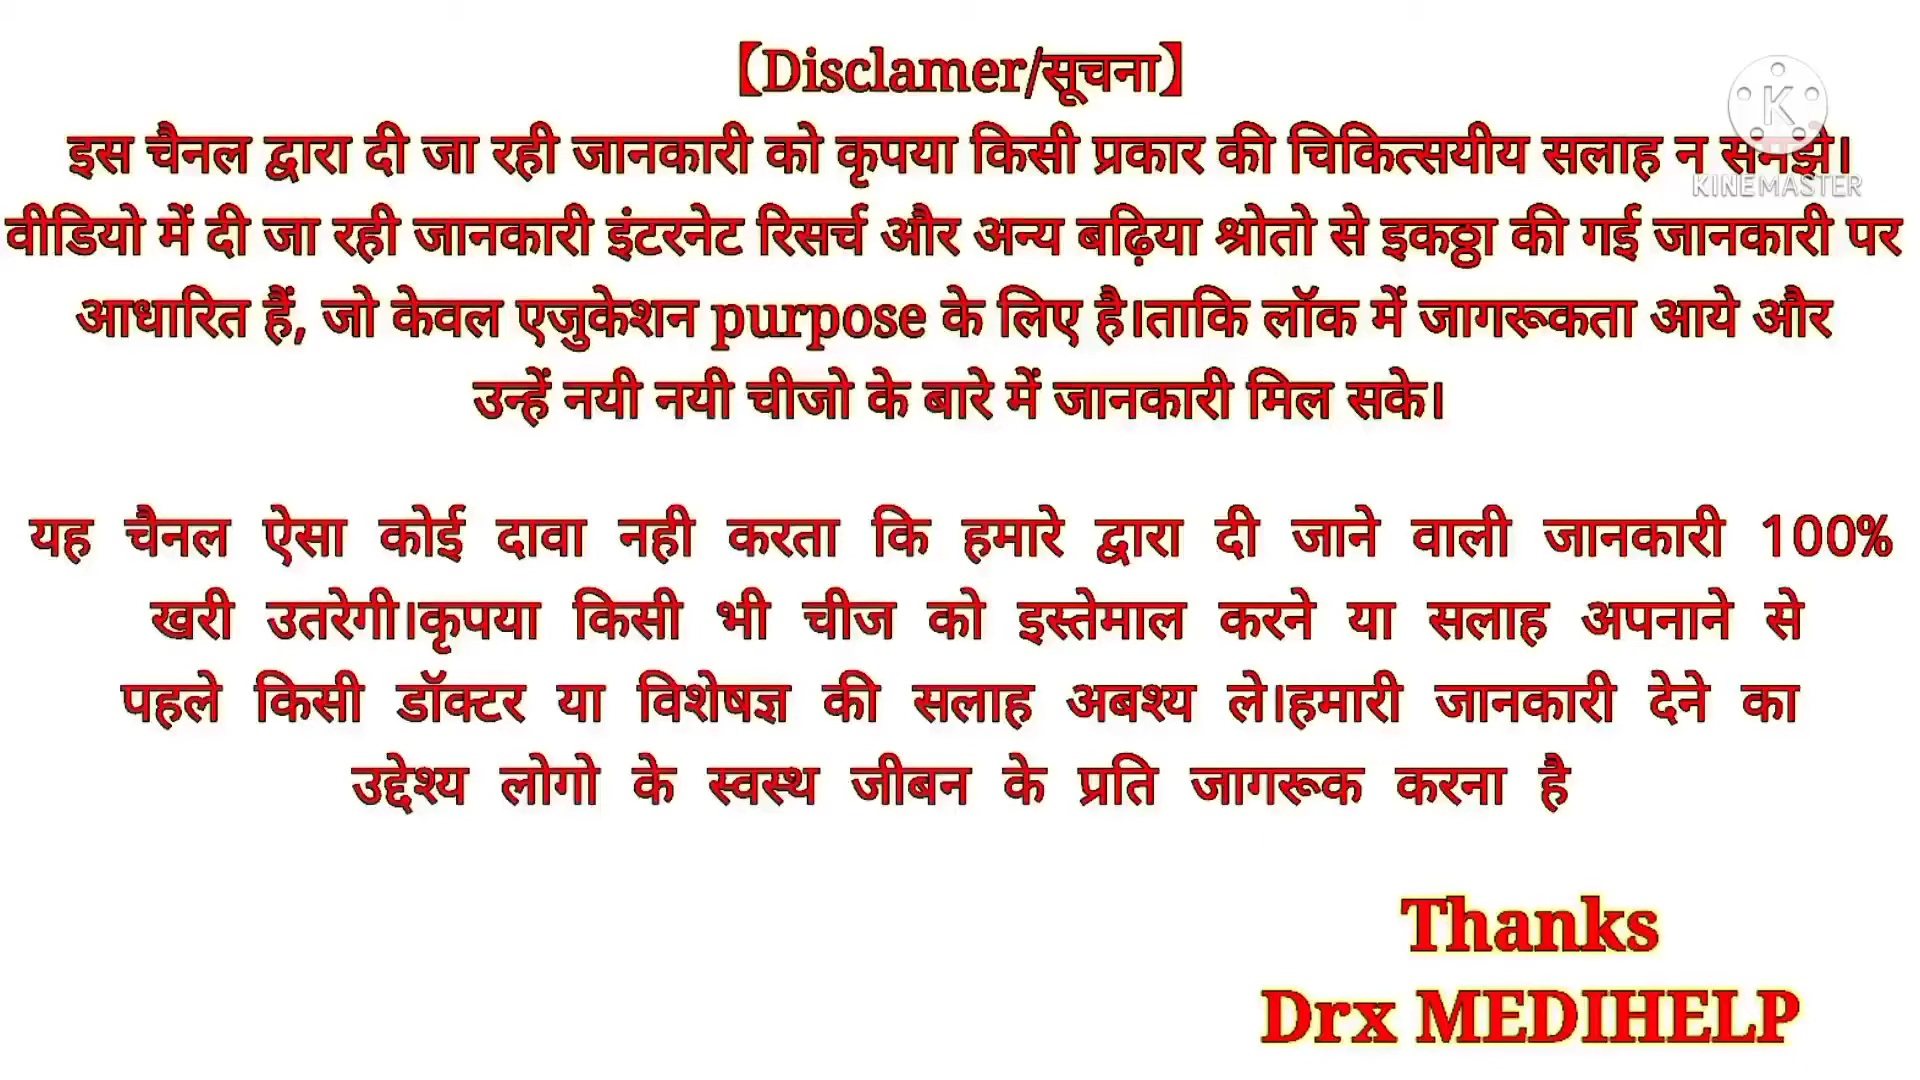 【Disclamer/सूचना】
इस चैनल द्वारा दी जा रही जानकारी को कृपया किसी प्रकार की चिकित्सयीय सलाह न समझे।
KINEMASTER
वीडियो में दी जा रही जानकारी इंटरनेट रिसर्च और अन्य बढ़िया श्रोतो से इकठ्ठा की गई जानकारी पर
आधारित हैं, जो केवल एजुकेशन purpose के लिए है।ताकि लॉक में जागरूकता आये और
उन्हें नयी नयी चीजो के बारे में जानकारी मिल सके।
यह चैनल ऐसा कोई दावा नही करता कि हमारे द्वारा दी जाने वाली जानकारी 100%
खरी उतरेगी।कृपया किसी भी चीज को इस्तेमाल करने या सलाह अपनाने से
पहले किसी डॉक्टर या विशेषज्ञ की सलाह अबश्य ले।हमारी जानकारी देने का
उद्देश्य लोगो के स्वस्थ जीबन के प्रति जागरूक करना है
Thanks
Drx MEDIHELP